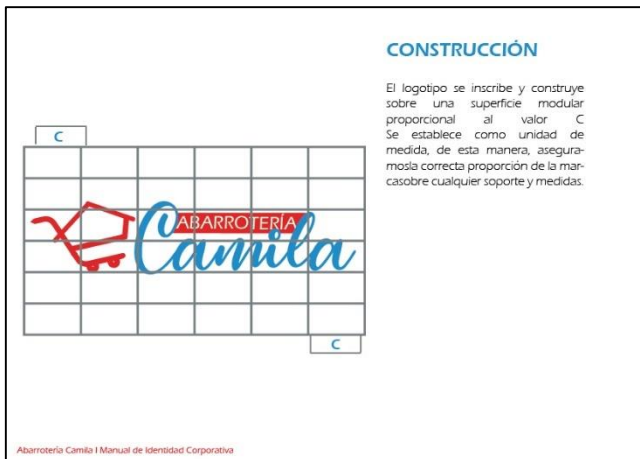 CONSTRUCCIÓN
El logotipo se inscribe y construye
sobre una superficie modular
proporcional al valor C
Se establece como unidad de
medida, de esta manera, asegura-
mosla correcta proporción de la mar-
casobre cualquier soporte y medidas.
C
ABARROTERÍA
Camila
C
Abarrotería Camila I Manual de Identidad Corporativa